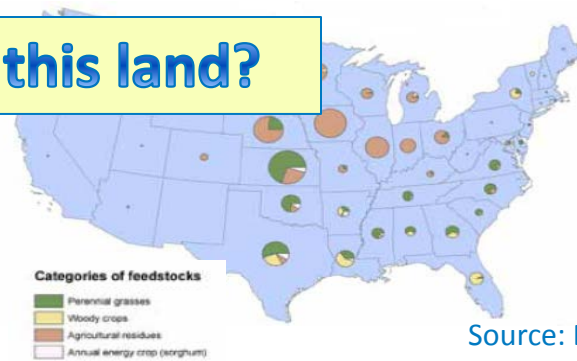 this land?
Categories of feedstocks
Perennial grasses
Woody crops
Agricultural residues
Annual energy crop (sorghum)
Source: